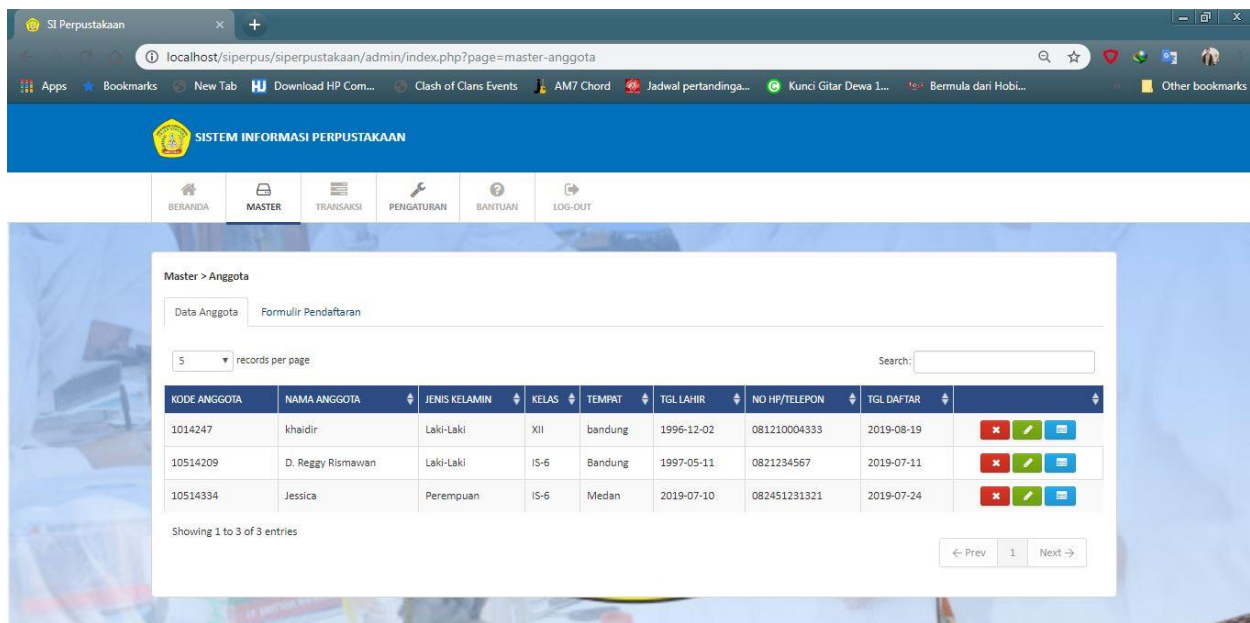 SI Perpustakaan
localhost/siperpus/siperpustakaan/admin/index.php?page=master-anggota
Apps Bookmarks New Tab Download HP Com... Clash of Clans Events AM7 Chord Jadwal pertandinga... Kunci Gitar Dewa 1... Bermula dari Hobi... Other bookmarks
SISTEM INFORMASI PERPUSTAKAAN
BERANDA MASTER TRANSAKSI PENGATURAN BANTUAN LOG-OUT
Master > Anggota
Data Anggota Formulir Pendaftaran
5 records per page Search:
KODE ANGGOTA NAMA ANGGOTA JENIS KELAMIN KELAS TEMPAT TGL LAHIR NO HP/TELEPON TGL DAFTAR
1014247 khaidir Laki-Laki XII bandung 1996-12-02 081210004333 2019-08-19
10514209 D. Reggy Rismawan Laki-Laki IS-6 Bandung 1997-05-11 0821234567 2019-07-11
10514334 Jessica Perempuan IS-6 Medan 2019-07-10 082451231321 2019-07-24
Showing 1 to 3 of 3 entries
← Prev 1 Next →